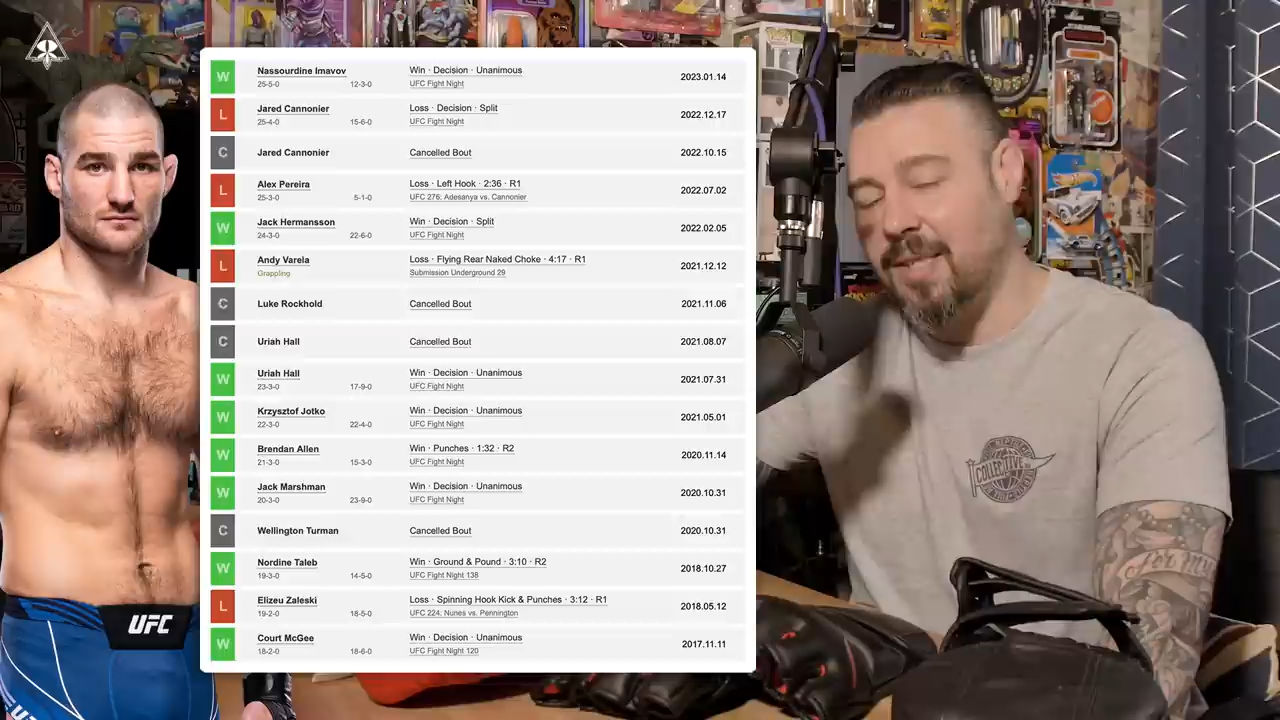 W Nassourdine Imavov Win · Decision · Unanimous 2023.01.14
25-5-0 12-3-0 UFC Fight Night
L Jared Cannonier Loss · Decision · Split 2022.12.17
25-4-0 15-6-0 UFC Fight Night
C Jared Cannonier Cancelled Bout 2022.10.15
L Alex Pereira Loss · Left Hook · 2:36 · R1 2022.07.02
25-3-0 5-1-0 UFC 276: Adesanya vs. Cannonier
W Jack Hermansson Win · Decision · Split 2022.02.05
24-3-0 22-6-0 UFC Fight Night
L Andy Varela Loss · Flying Rear Naked Choke · 4:17 · R1 2021.12.12
Grappling Submission Underground 29
C Luke Rockhold Cancelled Bout 2021.11.06
C Uriah Hall Cancelled Bout 2021.08.07
W Uriah Hall Win · Decision · Unanimous 2021.07.31
23-3-0 17-9-0 UFC Fight Night
W Krzysztof Jotko Win · Decision · Unanimous 2021.05.01
22-3-0 22-4-0 UFC Fight Night
W Brendan Allen Win · Punches · 1:32 · R2 2020.11.14
21-3-0 15-3-0 UFC Fight Night
W Jack Marshman Win · Decision · Unanimous 2020.10.31
20-3-0 23-9-0 UFC Fight Night
C Wellington Turman Cancelled Bout 2020.10.31
W Nordine Taleb Win · Ground & Pound · 3:10 · R2 2018.10.27
19-3-0 14-5-0 UFC Fight Night 138
L Elizeu Zaleski Loss · Spinning Hook Kick & Punches · 3:12 · R1 2018.05.12
19-2-0 18-5-0 UFC 224: Nunes vs. Pennington
W Court McGee Win · Decision · Unanimous 2017.11.11
18-2-0 18-6-0 UFC Fight Night 120
UFC
COLLECTIVE